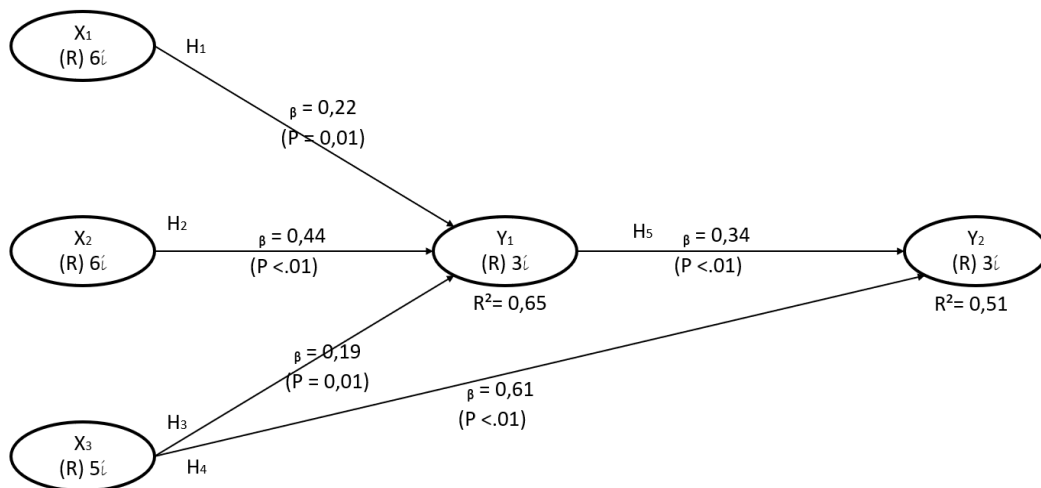 X₁
(R) 6i
H₁
β = 0,22
(P = 0,01)
X₂
(R) 6i
H₂
β = 0,44
(P <.01)
Y₁
(R) 3i
R²= 0,65
H₅
β = 0,34
(P <.01)
Y₂
(R) 3i
R²= 0,51
β = 0,19
(P = 0,01)
β = 0,61
(P <.01)
X₃
(R) 5i
H₃
H₄